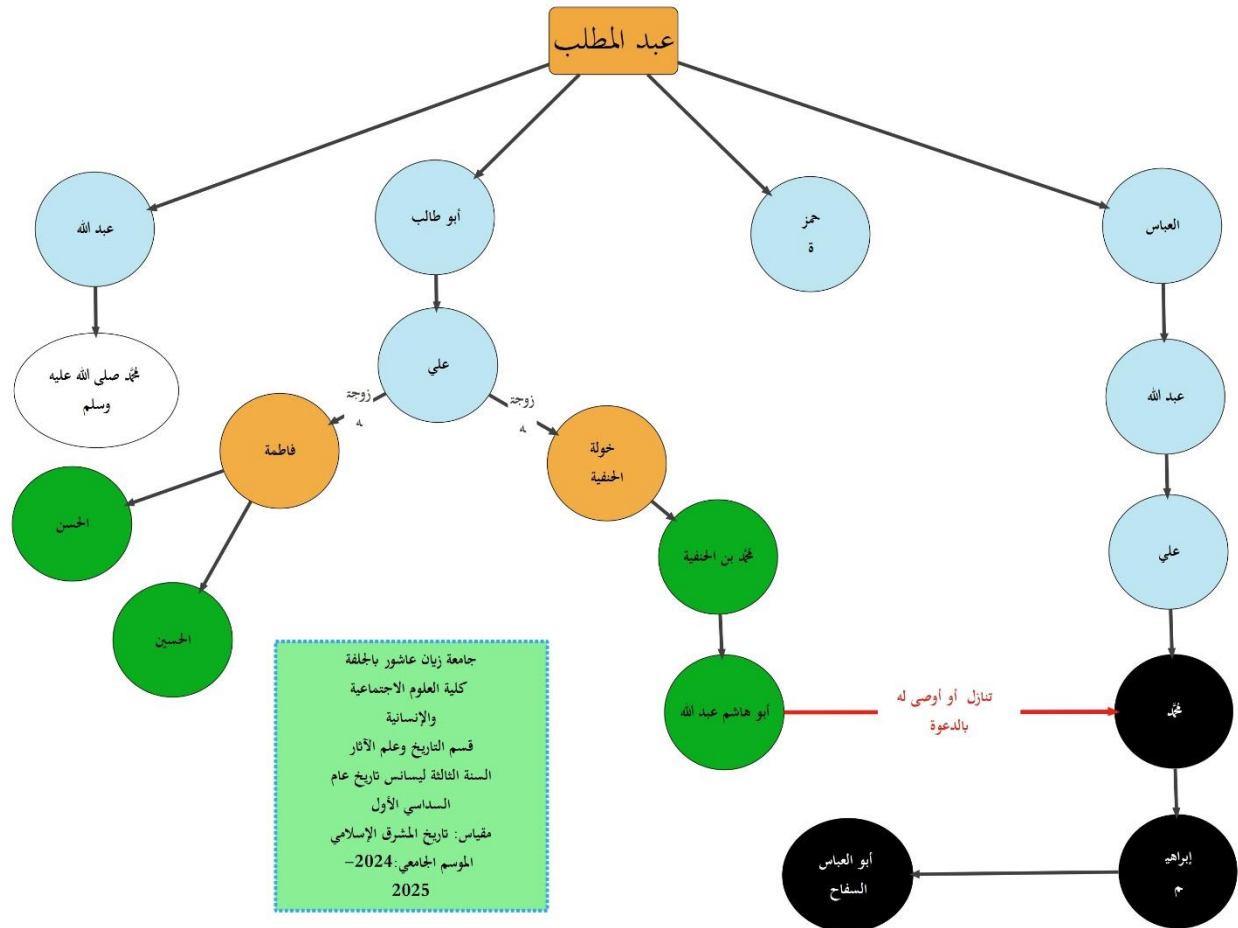 عبد المطلب
العباس
حمز
ة
أبو طالب
عبد الله
علي
عبد الله
محمد صلى الله عليه
وسلم
زوجت
ه
زوجت
ه
خولة
الحنفية
فاطمة
الحسن
محمد بن الحنفية
علي
الحسين
أبو هاشم عبد الله
تنازل أو أوصى له
بالدعوة
محمد
إبراهي
م
أبو العباس
السفاح
جامعة زيان عاشور بالجلفة
كلية العلوم الاجتماعية
والإنسانية
قسم التاريخ وعلم الآثار
السنة الثالثة ليسانس تاريخ عام
السداسي الأول
مقياس: تاريخ المشرق الإسلامي
الموسم الجامعي:2024-
2025